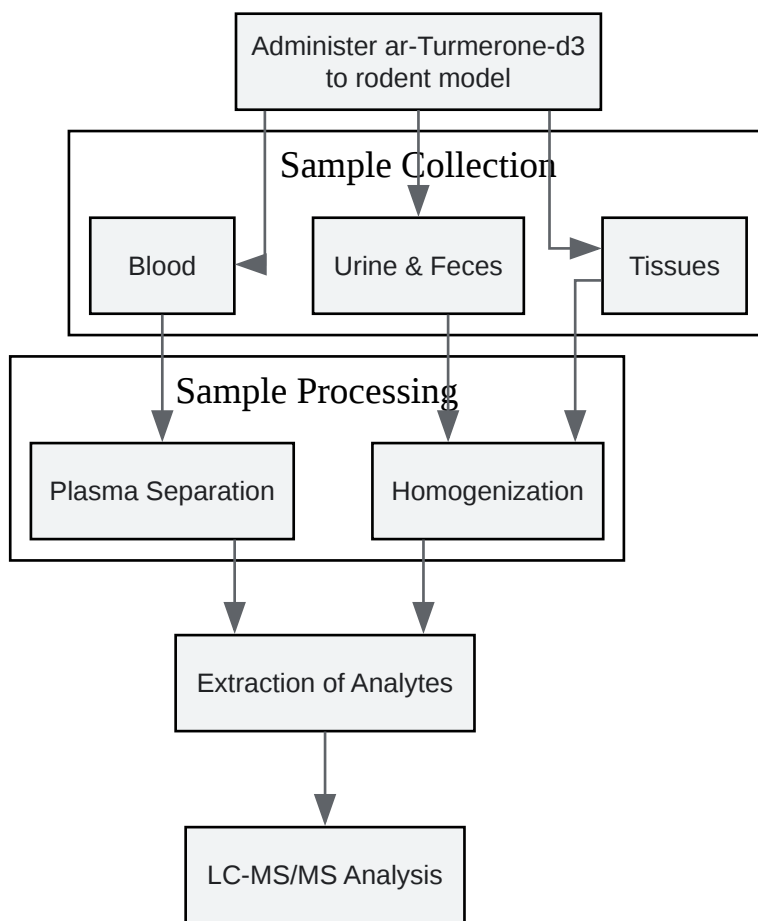 Administer ar-Turmerone-d3
to rodent model
Sample Collection
Blood
Urine & Feces
Tissues
Sample Processing
Plasma Separation
Homogenization
Extraction of Analytes
LC-MS/MS Analysis